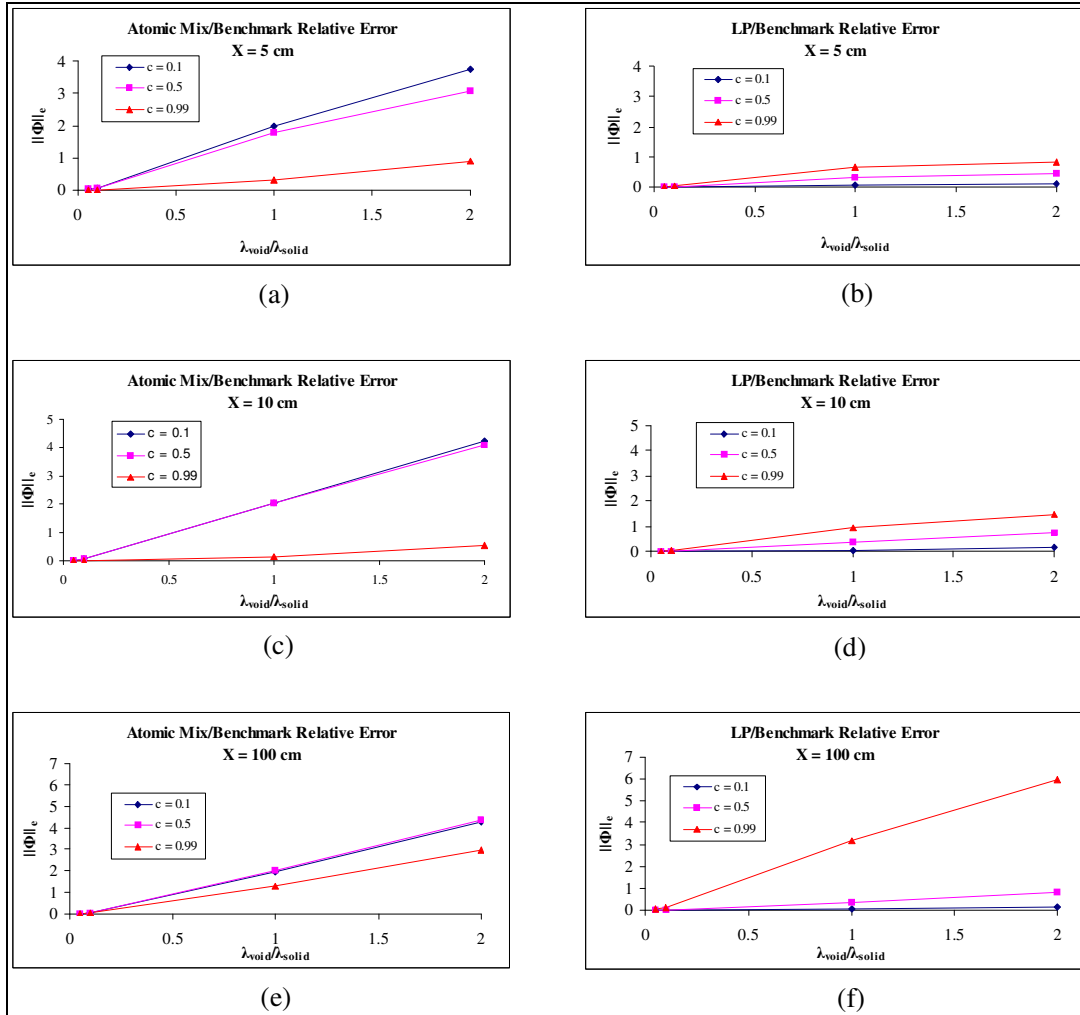 Atomic Mix/Benchmark Relative Error
X = 5 cm
c = 0.1
c = 0.5
c = 0.99
||Φ||e
4
3
2
1
0
0 0.5 1 1.5 2
λvoid/λsolid
(a)
LP/Benchmark Relative Error
X = 5 cm
c = 0.1
c = 0.5
c = 0.99
||Φ||e
4
3
2
1
0
0 0.5 1 1.5 2
λvoid/λsolid
(b)
Atomic Mix/Benchmark Relative Error
X = 10 cm
c = 0.1
c = 0.5
c = 0.99
||Φ||e
5
4
3
2
1
0
0 0.5 1 1.5 2
λvoid/λsolid
(c)
LP/Benchmark Relative Error
X = 10 cm
c = 0.1
c = 0.5
c = 0.99
||Φ||e
5
4
3
2
1
0
0 0.5 1 1.5 2
λvoid/λsolid
(d)
Atomic Mix/Benchmark Relative Error
X = 100 cm
c = 0.1
c = 0.5
c = 0.99
||Φ||e
7
6
5
4
3
2
1
0
0 0.5 1 1.5 2
λvoid/λsolid
(e)
LP/Benchmark Relative Error
X = 100 cm
c = 0.1
c = 0.5
c = 0.99
||Φ||e
7
6
5
4
3
2
1
0
0 0.5 1 1.5 2
λvoid/λsolid
(f)